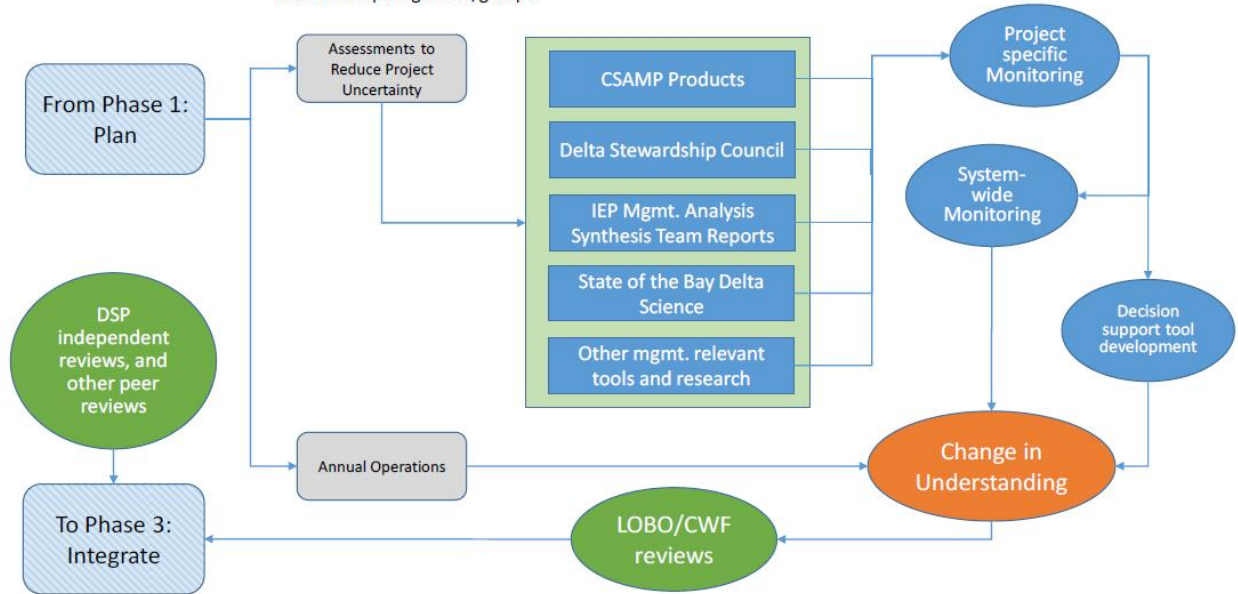 From Phase 1:
Plan
Assessments to
Reduce Project
Uncertainty
CSAMP Products
Delta Stewardship Council
IEP Mgmt. Analysis
Synthesis Team Reports
State of the Bay Delta
Science
Other mgmt. relevant
tools and research
Project
specific
Monitoring
System-
wide
Monitoring
Decision
support tool
development
DSP
independent
reviews, and
other peer
reviews
Annual Operations
Change in
Understanding
To Phase 3:
Integrate
LOBO/CWF
reviews